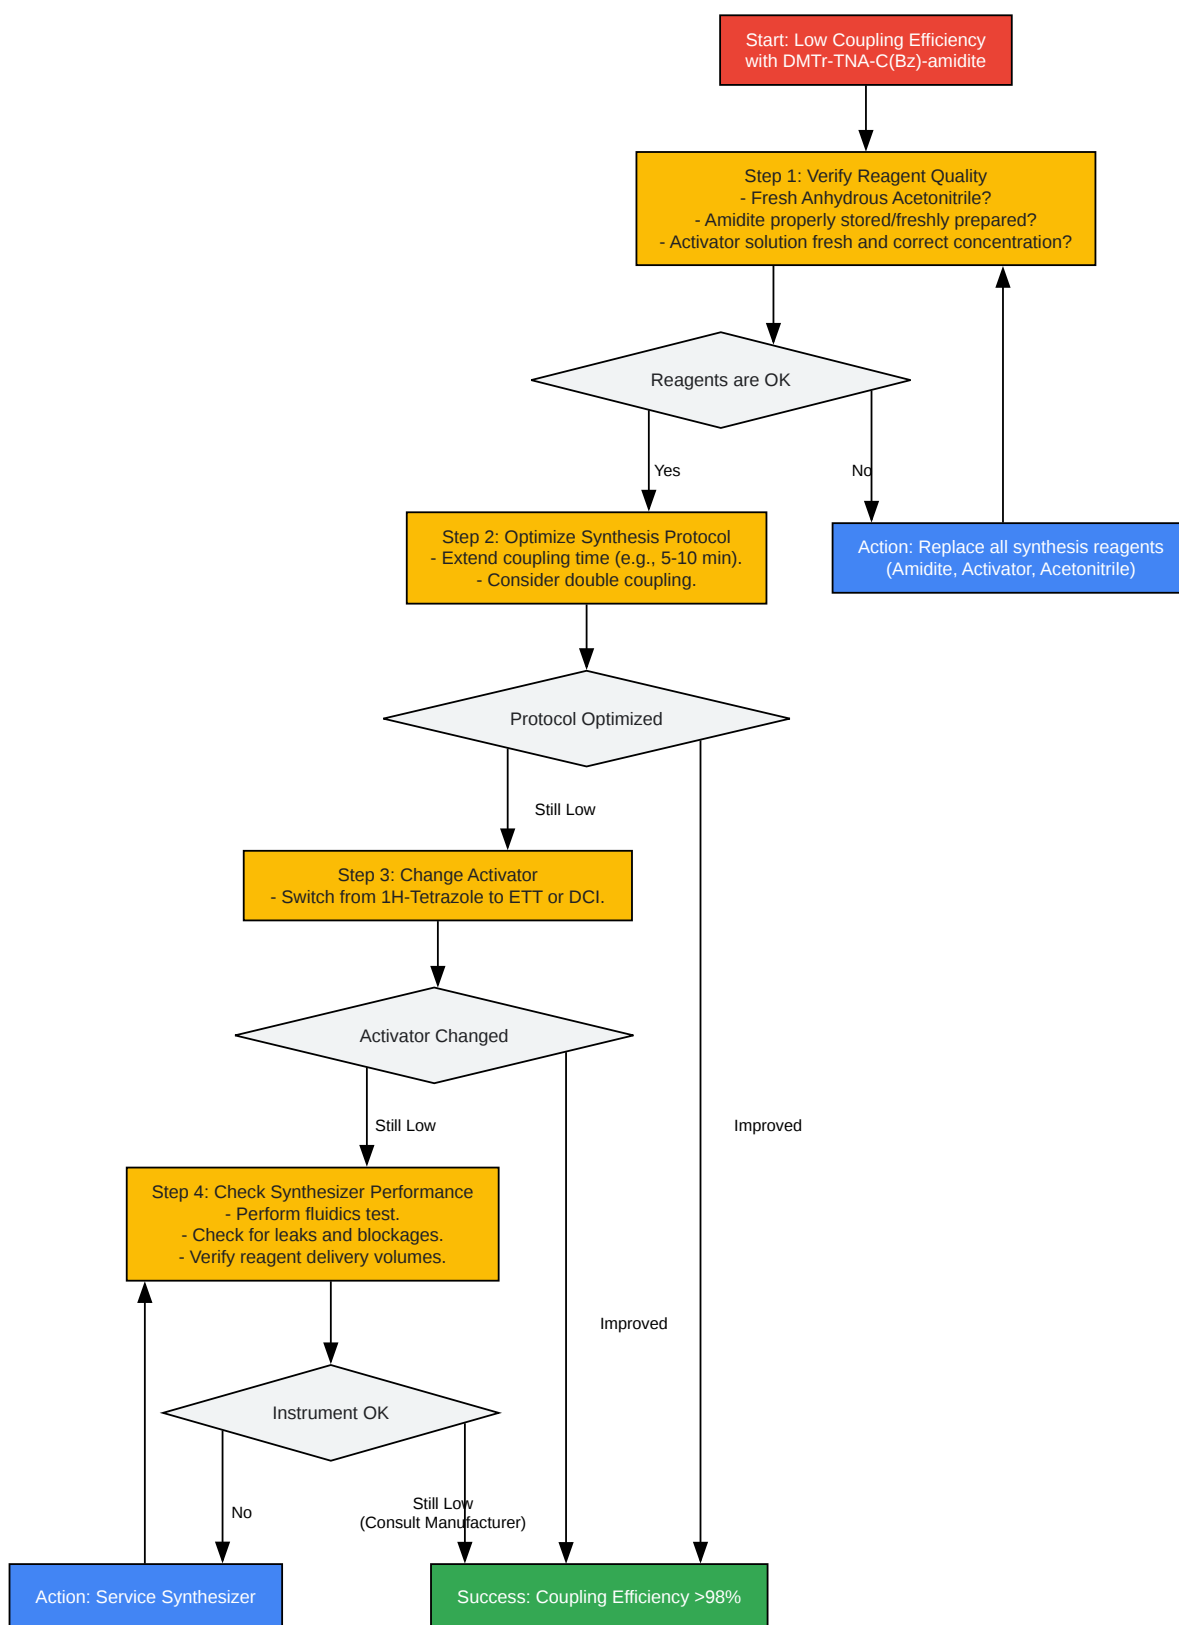 Start: Low Coupling Efficiency
with DMTr-TNA-C(Bz)-amidite
Step 1: Verify Reagent Quality
- Fresh Anhydrous Acetonitrile?
- Amidite properly stored/freshly prepared?
- Activator solution fresh and correct concentration?
Reagents are OK
Yes
No
Step 2: Optimize Synthesis Protocol
- Extend coupling time (e.g., 5-10 min).
- Consider double coupling.
Action: Replace all synthesis reagents
(Amidite, Activator, Acetonitrile)
Protocol Optimized
Still Low
Step 3: Change Activator
- Switch from 1H-Tetrazole to ETT or DCI.
Activator Changed
Still Low
Improved
Step 4: Check Synthesizer Performance
- Perform fluidics test.
- Check for leaks and blockages.
- Verify reagent delivery volumes.
Improved
Instrument OK
No
Still Low
(Consult Manufacturer)
Action: Service Synthesizer
Success: Coupling Efficiency >98%